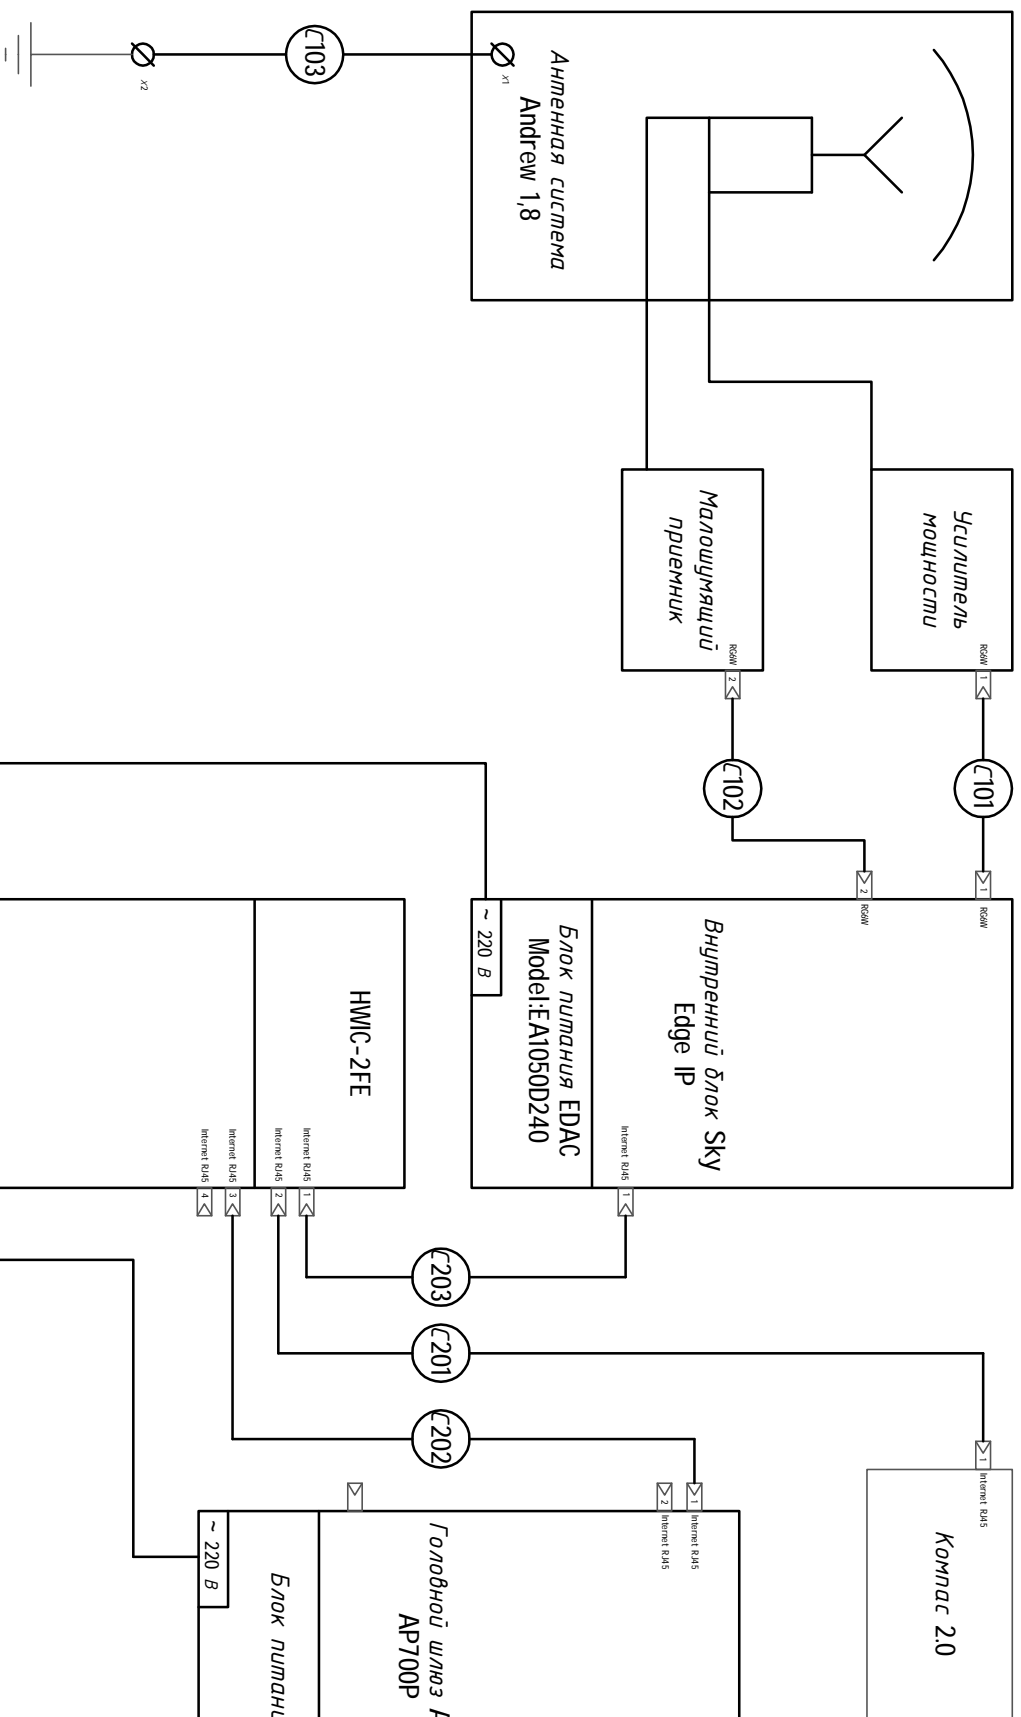 Антенная система
Andrew 1,8
X1
X2
C103
Усилитель
мощности
RG6W
1
Малошумящий
приемник
RG6W
2
C101
C102
1
RG6W
2
RG6W
Внутренний блок Sky
Edge IP
Блок питания EDAC
Model:EA1050D240
~ 220 В
Internet RJ45
1
HWIC-2FE
Internet RJ45
1
Internet RJ45
2
Internet RJ45
3
Internet RJ45
4
C203
C201
C202
1
Internet RJ45
Компас 2.0
1
Internet RJ45
2
Internet RJ45
Головной шлюз
AP700P
Блок
~ 220 В